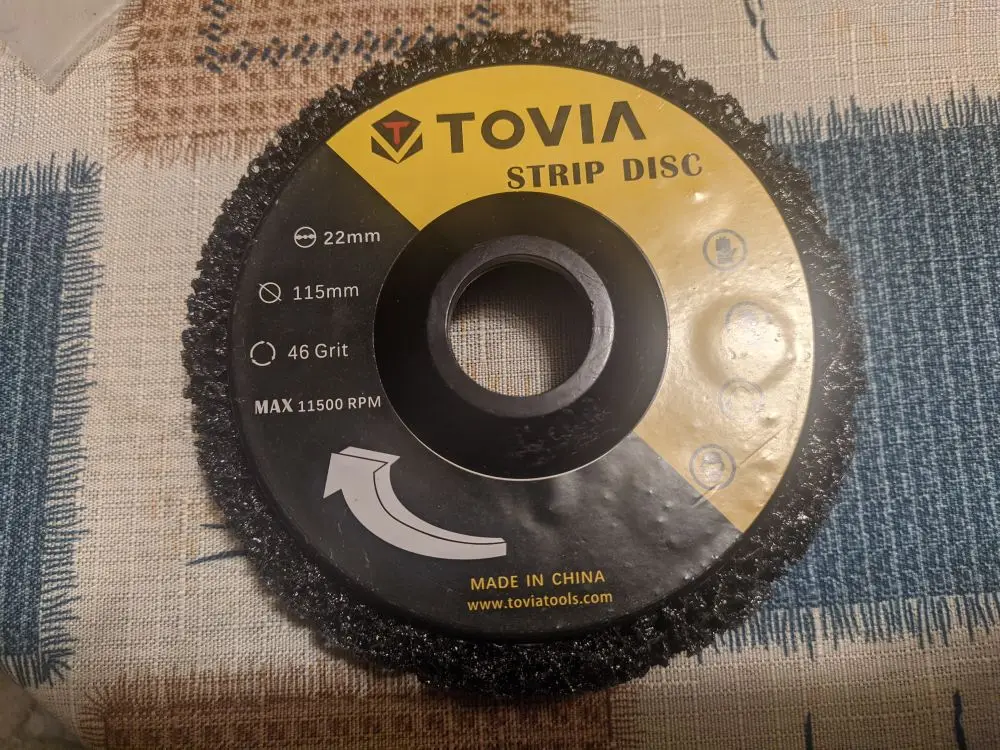 T TOVIA
STRIP DISC
22mm
115mm
46 Grit
MAX 11500 RPM
MADE IN CHINA
www.toviatools.com